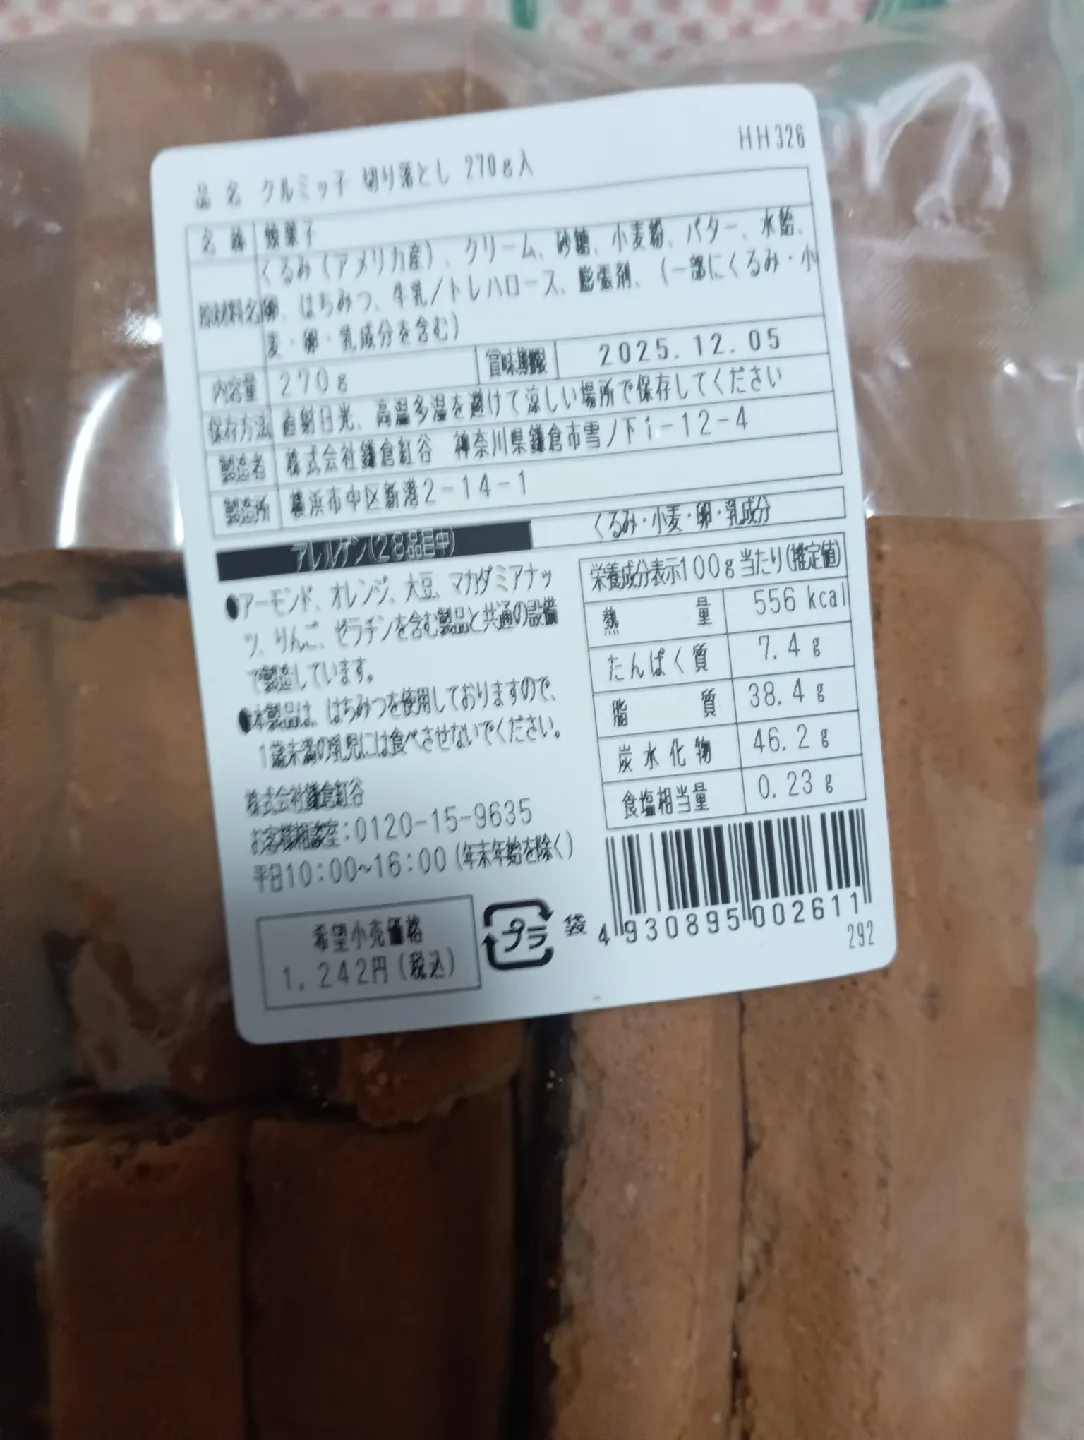 HH326
品名 クルミッ子 切り落とし 270g入
名称 焼菓子
原材料名 くるみ(アメリカ産)、クリーム、砂糖、小麦粉、バター、水飴、
卵、はちみつ、牛乳/トレハロース、膨張剤、(一部にくるみ・小
麦・卵・乳成分を含む)
内容量 270g 賞味期限 2025.12.05
保存方法 直射日光、高温多湿を避けて涼しい場所で保存してください
製造者 株式会社鎌倉紅谷 神奈川県鎌倉市雪ノ下1-12-4
製造所 横浜市中区新港2-14-1
アレルゲン(28品目中) くるみ・小麦・卵・乳成分
●アーモンド、オレンジ、大豆、マカダミアナッ
ツ、りんご、ゼラチンを含む製品と共通の設備
で製造しています。
●本製品は、はちみつを使用しておりますので、
1歳未満の乳児には食べさせないでください。
株式会社鎌倉紅谷
お客様相談室:0120-15-9635
平日10:00~16:00(年末年始を除く)
希望小売価格
1,242円(税込)
プラ 袋
栄養成分表示100g当たり(推定値)
熱量 556 kcal
たんぱく質 7.4 g
脂質 38.4 g
炭水化物 46.2 g
食塩相当量 0.23 g
4 930895 002611
292